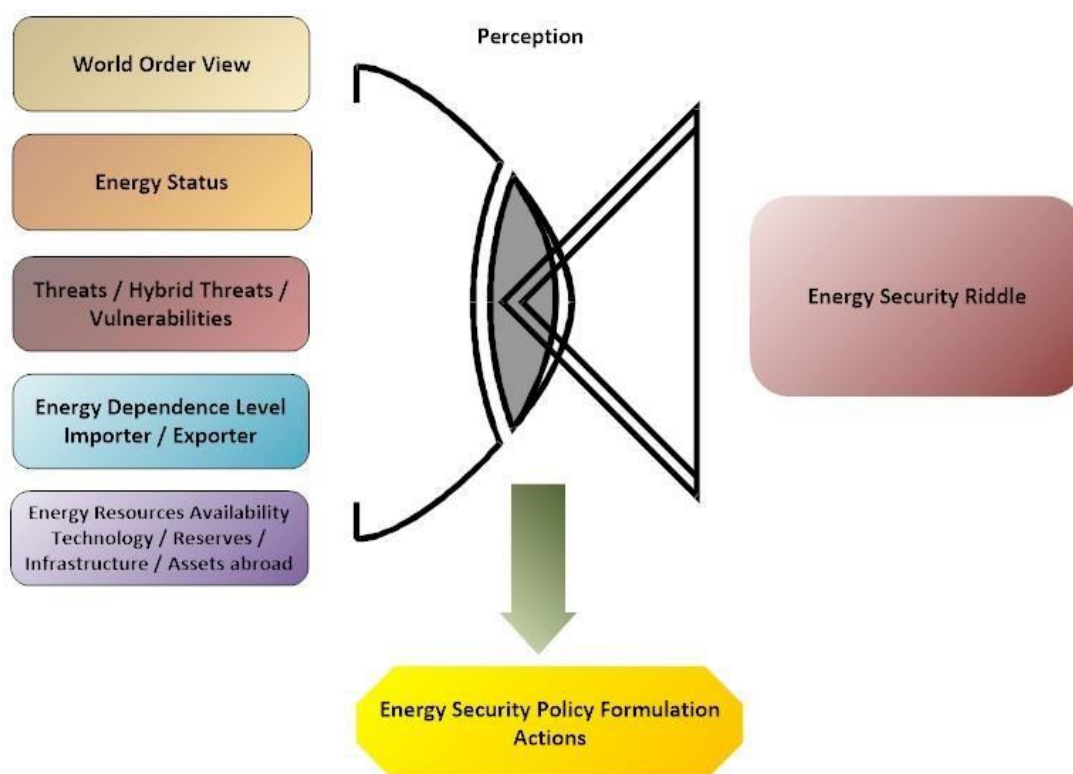 Perception
World Order View
Energy Status
Threats / Hybrid Threats /
Vulnerabilities
Energy Dependence Level
Importer / Exporter
Energy Resources Availability
Technology / Reserves /
Infrastructure / Assets abroad
Energy Security Riddle
Energy Security Policy Formulation
Actions